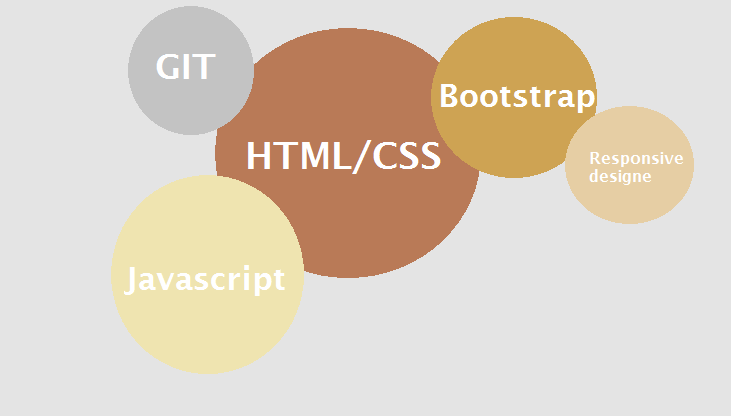 GIT
HTML/CSS
Bootstrap
Responsive
designe
Javascript